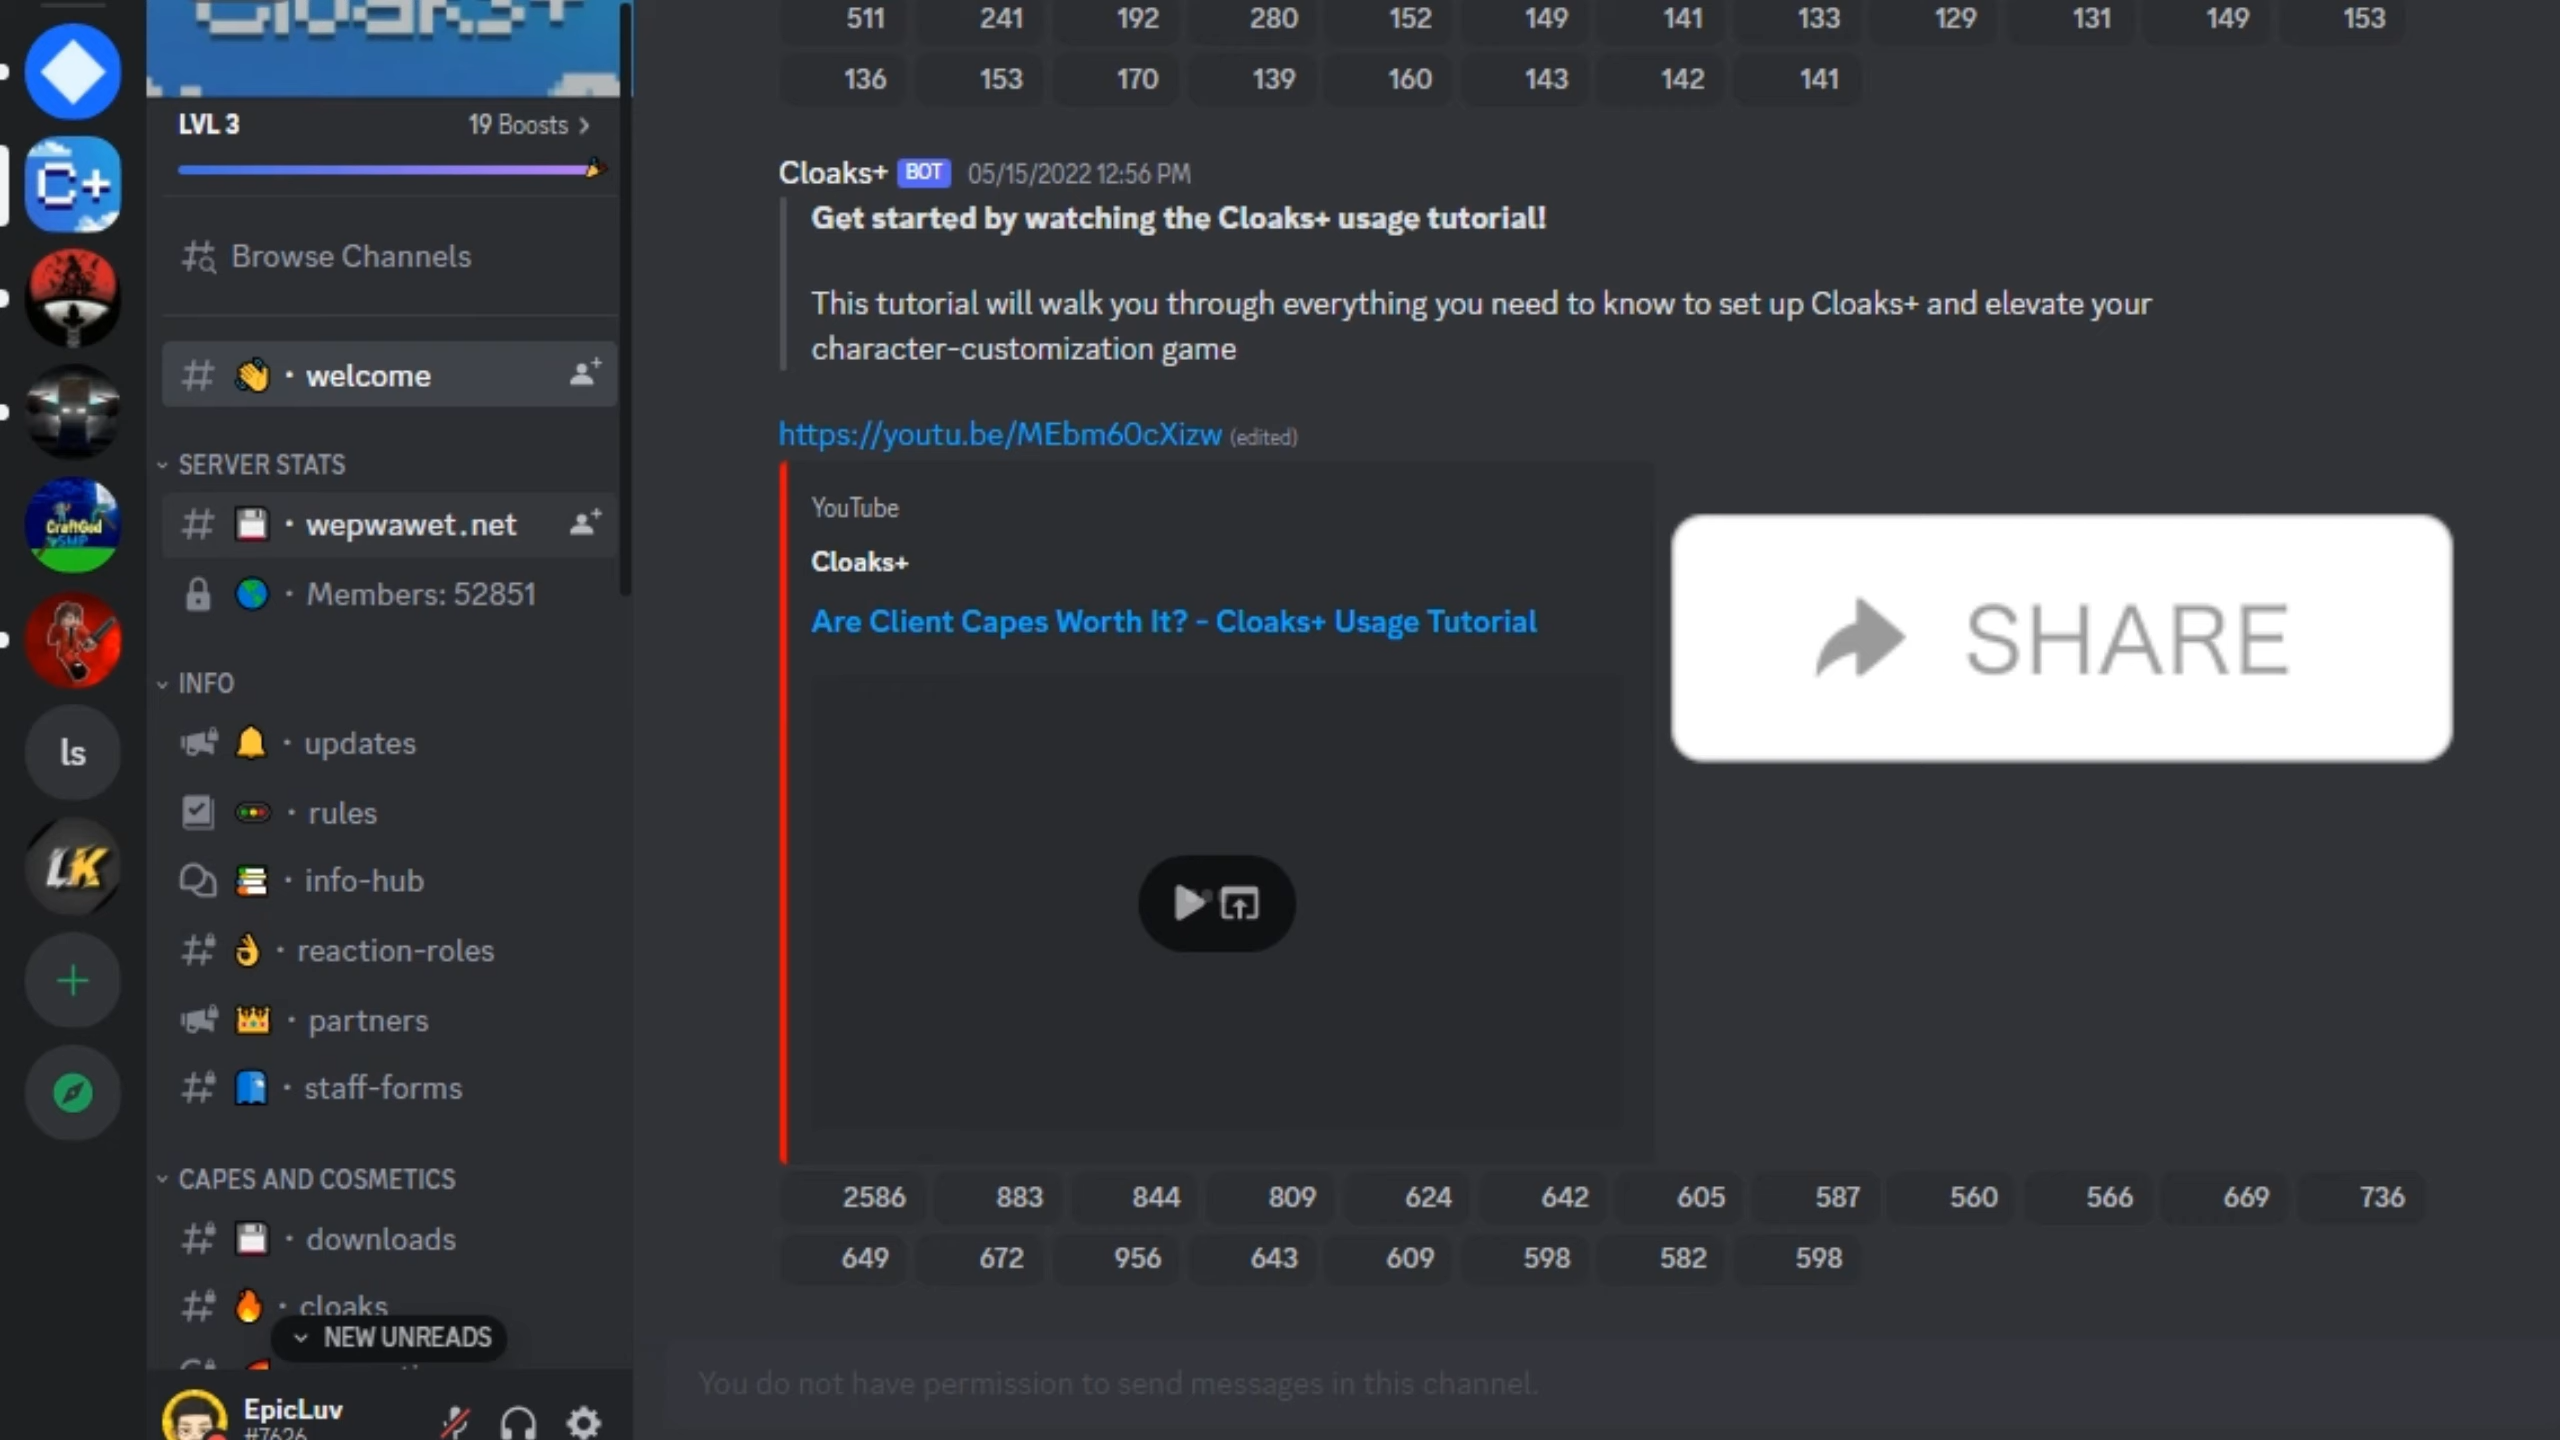 Cloaks+
LVL 3
19 Boosts
Browse Channels
welcome
SERVER STATS
wepwawet.net
Members: 52851
INFO
updates
rules
info-hub
reaction-roles
partners
staff-forms
CAPES AND COSMETICS
downloads
cloaks
NEW UNREADS
EpicLuv
#7626
C+
CraftGod
SMP
ls
LK
511 241 192 280 152 149 141 133 129 131 149 153
136 153 170 139 160 143 142 141
Cloaks+ BOT 05/15/2022 12:56 PM
Get started by watching the Cloaks+ usage tutorial!
This tutorial will walk you through everything you need to know to set up Cloaks+ and elevate your
character-customization game
https://youtu.be/MEbm60cXizw (edited)
YouTube
Cloaks+
Are Client Capes Worth It? - Cloaks+ Usage Tutorial
SHARE
2586 883 844 809 624 642 605 587 560 566 669 736
649 672 956 643 609 598 582 598
You do not have permission to send messages in this channel.